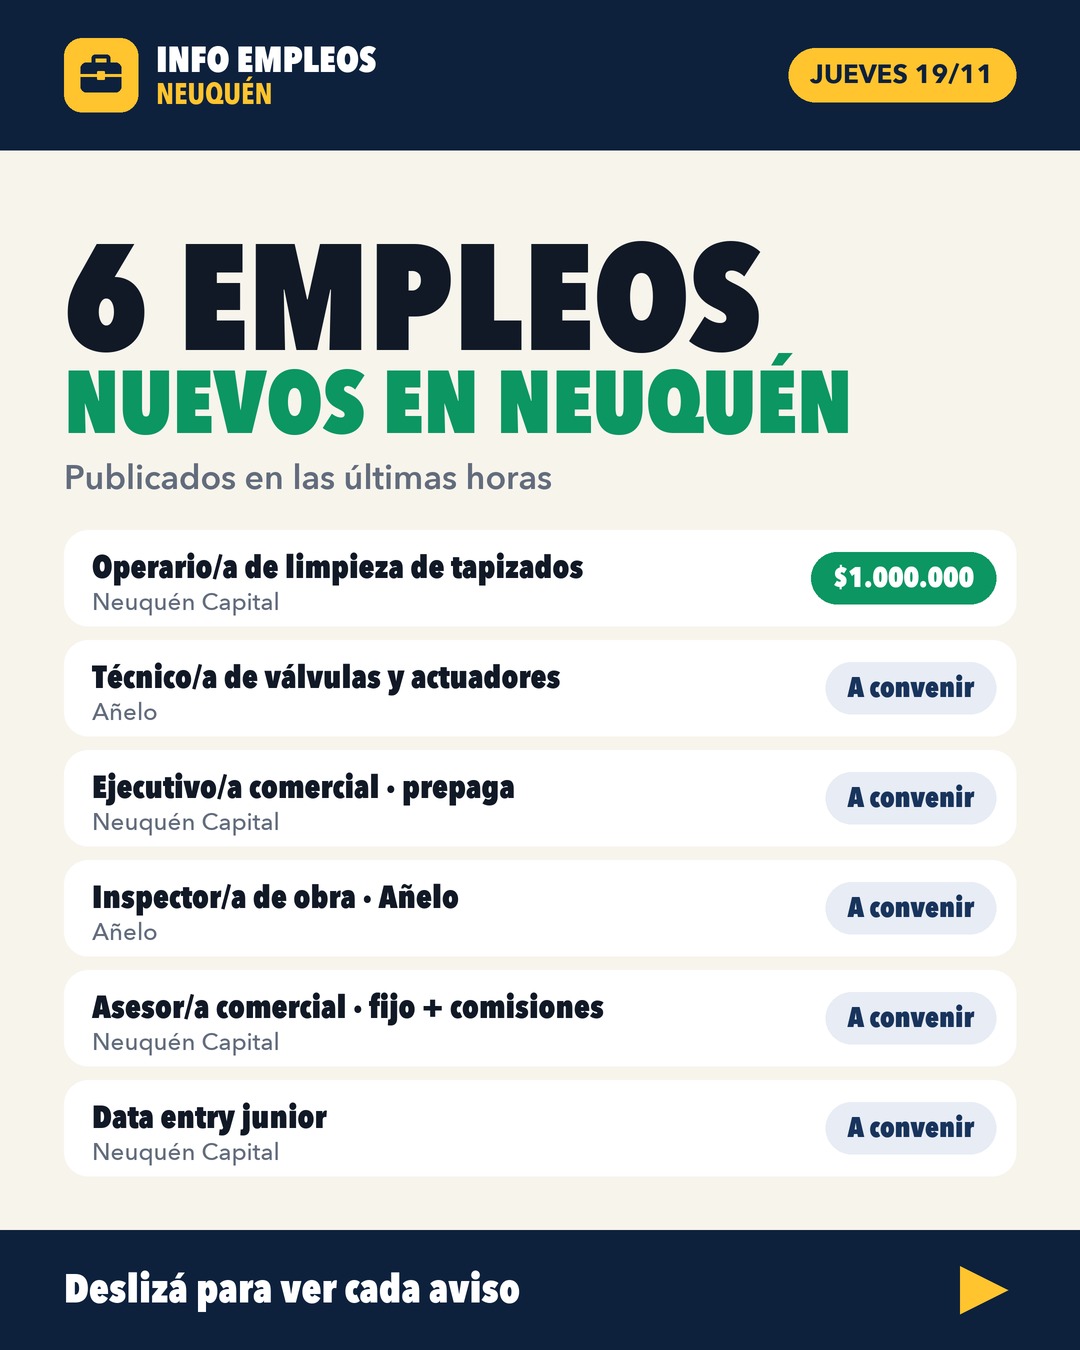 INFO EMPLEOS
NEUQUÉN
JUEVES 19/11
6 EMPLEOS
NUEVOS EN NEUQUÉN
Publicados en las últimas horas
Operario/a de limpieza de tapizados
Neuquén Capital
$1.000.000
Técnico/a de válvulas y actuadores
Añelo
A convenir
Ejecutivo/a comercial · prepaga
Neuquén Capital
A convenir
Inspector/a de obra · Añelo
Añelo
A convenir
Asesor/a comercial · fijo + comisiones
Neuquén Capital
A convenir
Data entry junior
Neuquén Capital
A convenir
Deslizá para ver cada aviso